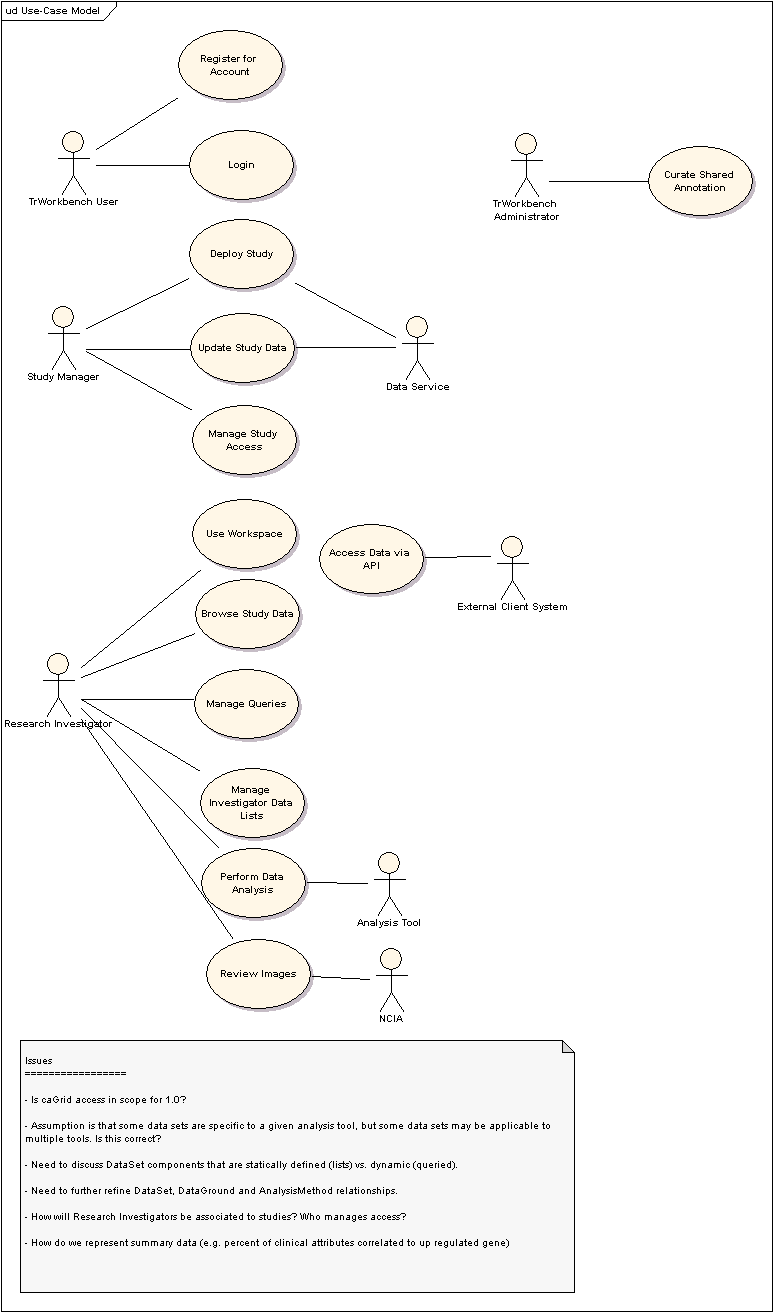 ud Use-Case Model
Register for
Account
Login
TrWorkbench User
TrWorkbench
Administrator
Curate Shared
Annotation
Deploy Study
Update Study Data
Study Manager
Data Service
Manage Study
Access
Use Workspace
Access Data via
API
External Client System
Browse Study Data
Research Investigator
Manage Queries
Manage
Investigator Data
Lists
Perform Data
Analysis
Analysis Tool
Review Images
NCIA
Issues
=================
- Is caGrid access in scope for 1.0?
- Assumption is that some data sets are specific to a given analysis tool, but some data sets may be applicable to
multiple tools. Is this correct?
- Need to discuss DataSet components that are statically defined (lists) vs. dynamic (queried).
- Need to further refine DataSet, DataGround and AnalysisMethod relationships.
- How will Research Investigators be associated to studies? Who manages access?
- How do we represent summary data (e.g. percent of clinical attributes correlated to up regulated gene)